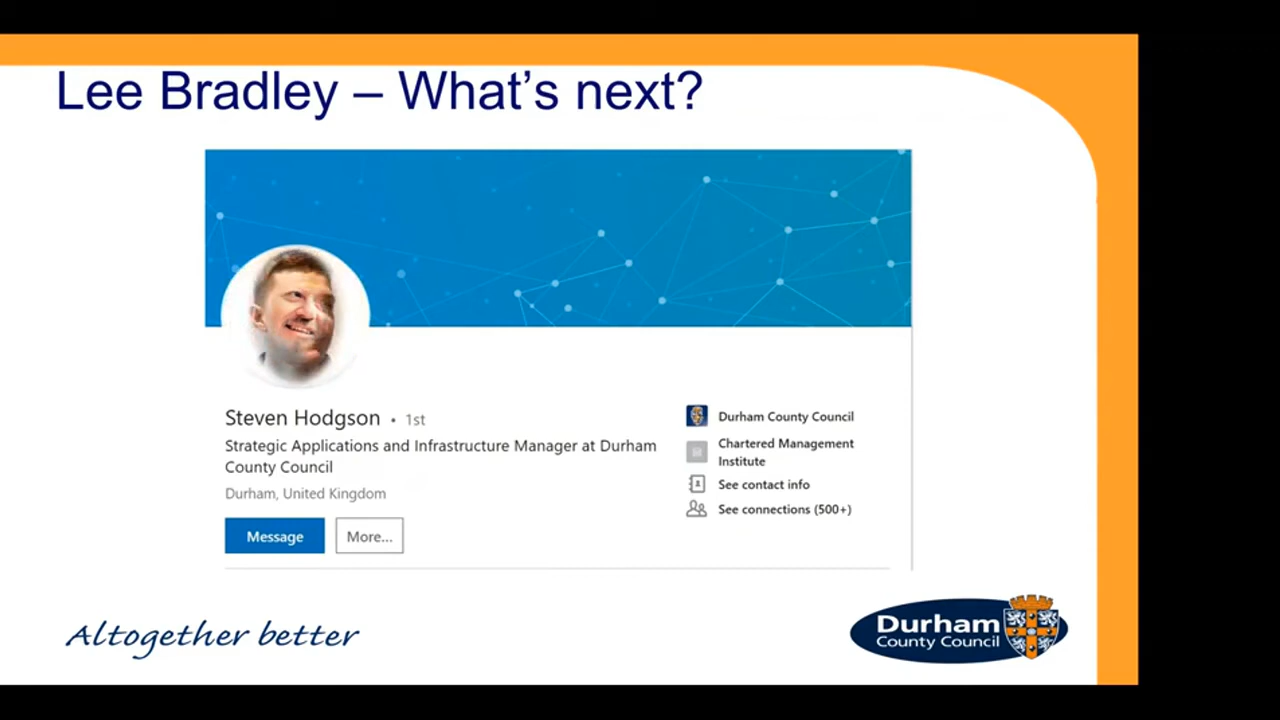 Lee Bradley – What's next?
Steven Hodgson • 1st
Strategic Applications and Infrastructure Manager at Durham
County Council
Durham, United Kingdom
Message
More...
Durham County Council
Chartered Management
Institute
See contact info
See connections (500+)
Altogether better
Durham
County Council